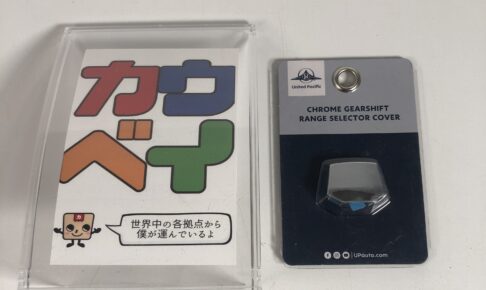 カウ
ベイ
カ
世界中の各拠点から
僕が運んでいるよ
United Pacific
CHROME GEARSHIFT
RANGE SELECTOR COVER
UPauto.com